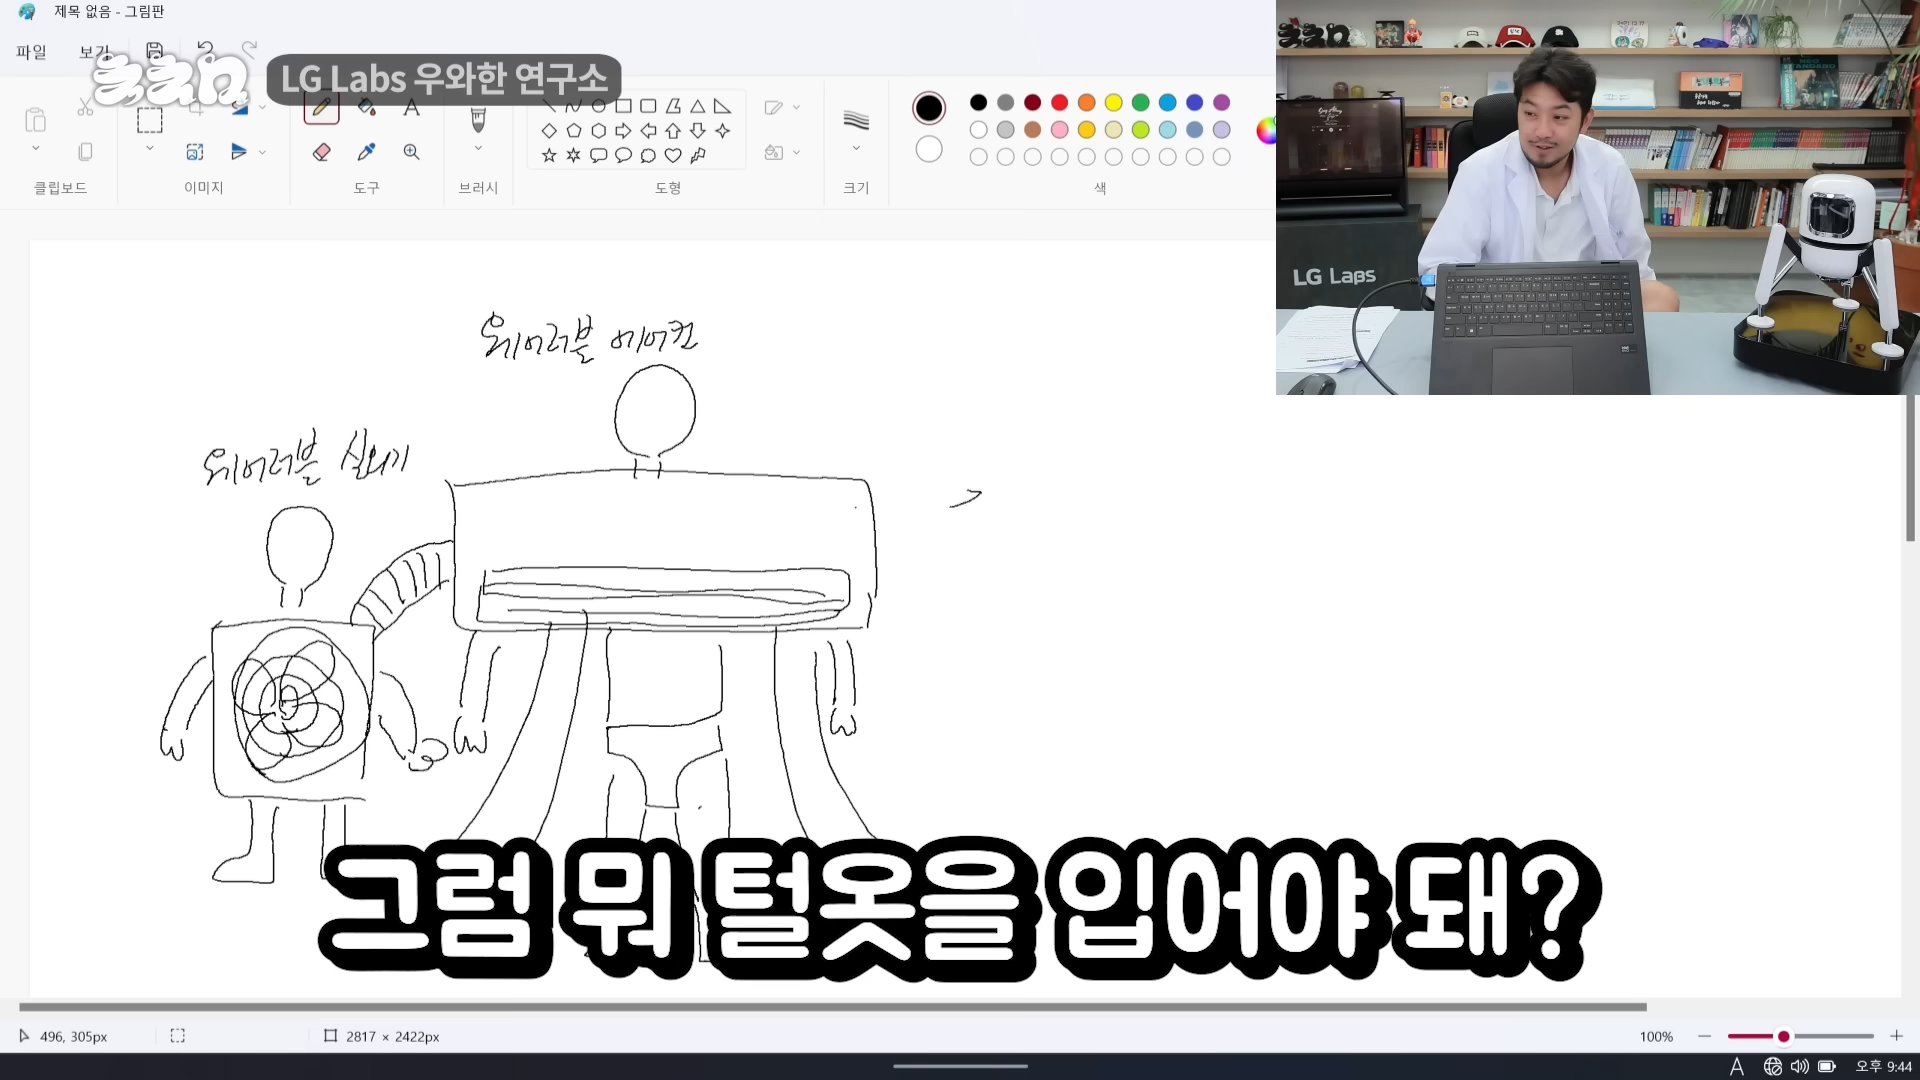 제목 없음 - 그림판
파일 보기
LG Labs 우와한 연구소
A
클립보드 이미지 도구 브러시 도형 크기 색
LG Labs
웨어러블 에어컨
웨어러블 실외기
그럼 뭐 털옷을 입어야 돼?
496, 305px
2817 × 2422px
100%
A
오후 9:44